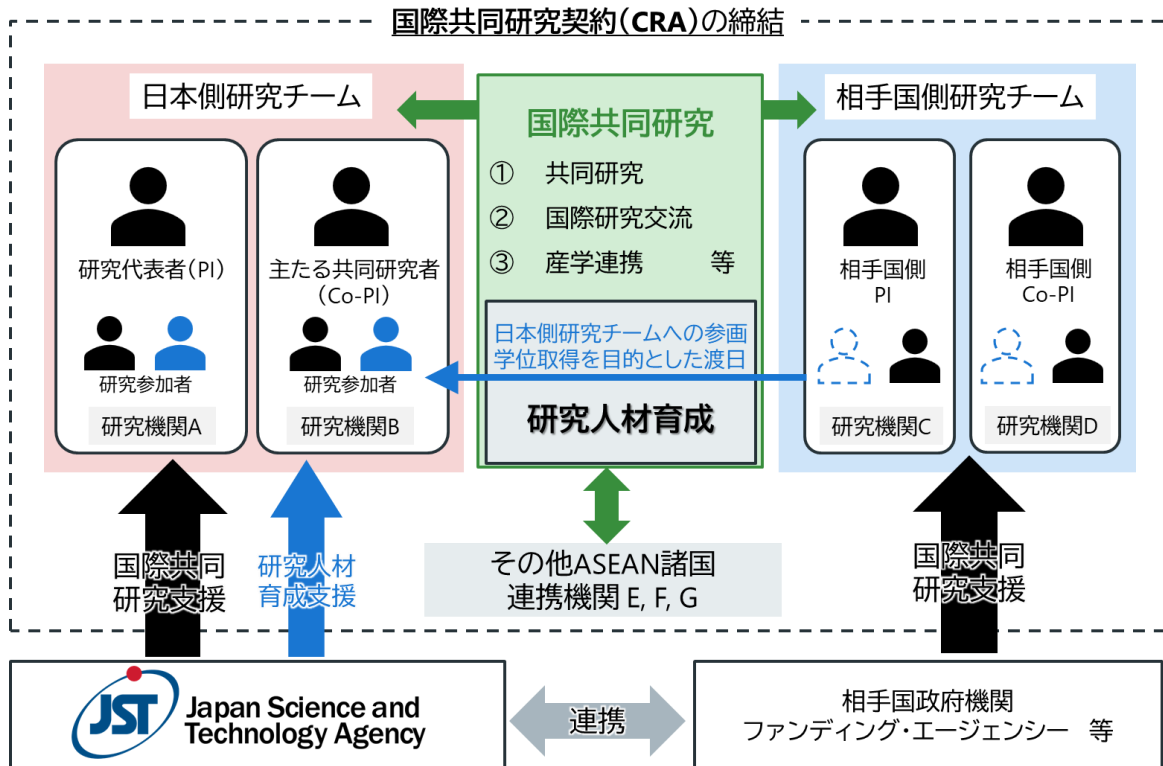 国際共同研究契約(CRA)の締結
日本側研究チーム
研究代表者(PI)
研究参加者
研究機関A
主たる共同研究者
(Co-PI)
研究参加者
研究機関B
国際共同研究
① 共同研究
② 国際研究交流
③ 産学連携 等
日本側研究チームへの参画
学位取得を目的とした渡日
研究人材育成
相手国側研究チーム
相手国側
PI
研究機関C
相手国側
Co-PI
研究機関D
国際共同
研究支援
研究人材
育成支援
その他ASEAN諸国
連携機関 E, F, G
国際共同
研究支援
JST
Japan Science and
Technology Agency
連携
相手国政府機関
ファンディング・エージェンシー 等